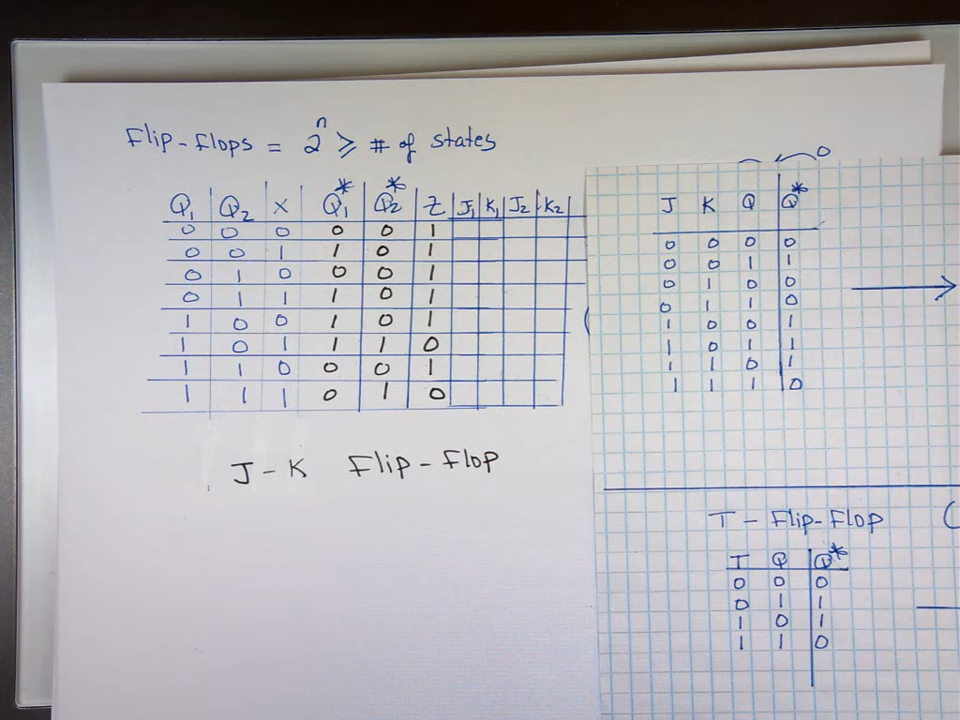 Flip-Flops = 2^n ≥ # of states
Q1 Q2 X Q1* Q2* Z J1 K1 J2 K2
0 0 0 0 0 1
0 0 1 1 0 1
0 1 0 0 0 1
0 1 1 1 0 1
1 0 0 1 0 1
1 0 1 1 1 0
1 1 0 0 0 1
1 1 1 0 1 0
J-K Flip-Flop
0
J K Q Q*
0 0 0 0
0 0 1 1
0 1 0 0
0 1 1 0
1 0 0 1
1 0 1 1
1 1 0 1
1 1 1 0
T-Flip-Flop
T Q Q*
0 0 0
0 1 1
1 0 1
1 1 0